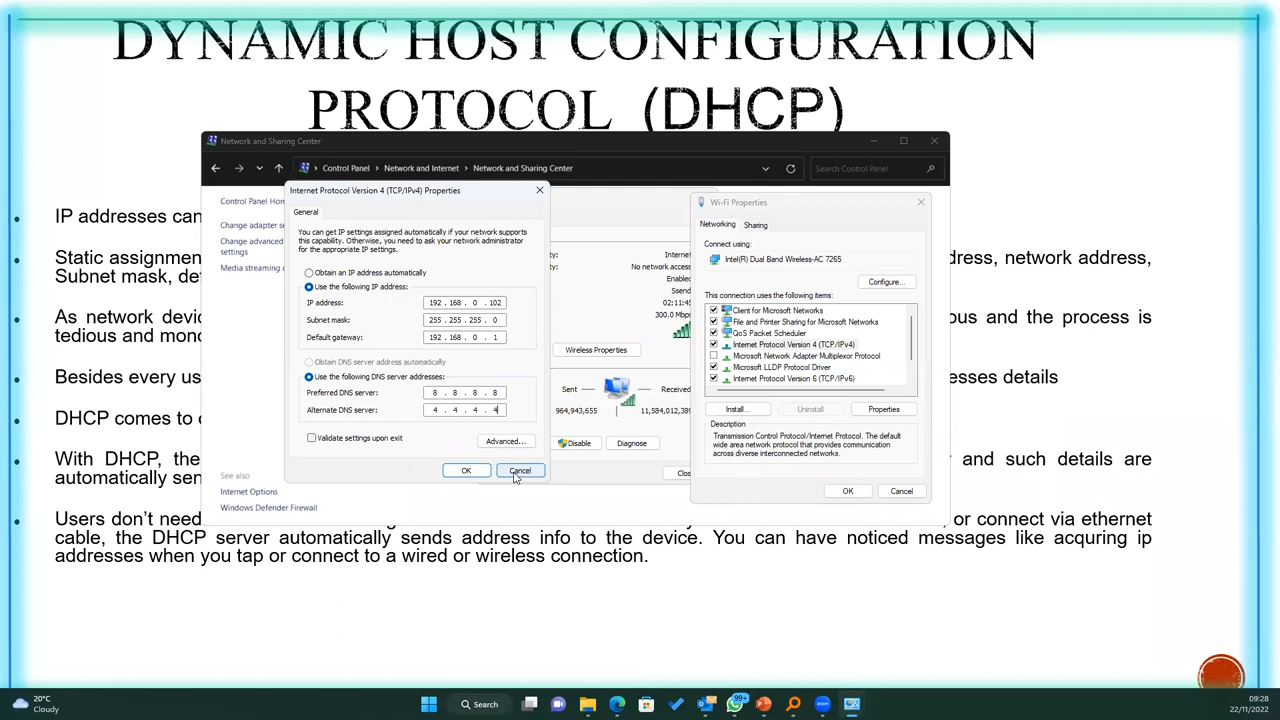 DYNAMIC HOST CONFIGURATION
PROTOCOL (DHCP)
Network and Sharing Center
Control Panel > Network and Internet > Network and Sharing Center
Search Control Panel
Control Panel Hom
Change adapter se
Change advanced
settings
Media streaming o
See also
Internet Options
Windows Defender Firewall
Internet Protocol Version 4 (TCP/IPv4) Properties
General
You can get IP settings assigned automatically if your network supports
this capability. Otherwise, you need to ask your network administrator
for the appropriate IP settings.
Obtain an IP address automatically
Use the following IP address:
IP address: 192 . 168 . 0 . 102
Subnet mask: 255 . 255 . 255 . 0
Default gateway: 192 . 168 . 0 . 1
Obtain DNS server address automatically
Use the following DNS server addresses:
Preferred DNS server: 8 . 8 . 8 . 8
Alternate DNS server: 4 . 4 . 4 . 4
Validate settings upon exit
Advanced...
OK
Cancel
ty: Internet
ty: No network access
Enabled
Ssend
300.0 Mbps
Wireless Properties
Sent
Received
964,943,655
Disable
Diagnose
Clos
Wi-Fi Properties
Networking
Sharing
Connect using:
Intel(R) Dual Band Wireless-AC 7265
Configure...
This connection uses the following items:
Client for Microsoft Networks
File and Printer Sharing for Microsoft Networks
QoS Packet Scheduler
Internet Protocol Version 4 (TCP/IPv4)
Microsoft Network Adapter Multiplexor Protocol
Microsoft LLDP Protocol Driver
Internet Protocol Version 6 (TCP/IPv6)
Install...
Uninstall
Properties
Description
Transmission Control Protocol/Internet Protocol. The default
wide area network protocol that provides communication
across diverse interconnected networks.
OK
Cancel
IP addresses can
Static assignmen dress, network address,
Subnet mask, def
As network devic ous and the process is
tedious and mono
Besides every us esses details
DHCP comes to
With DHCP, the and such details are
automatically sen
Users don't need , or connect via ethernet
cable, the DHCP server automatically sends address info to the device. You can have noticed messages like acquring ip
addresses when you tap or connect to a wired or wireless connection.
20°C
Cloudy
Search
99+
09:28
22/11/2022